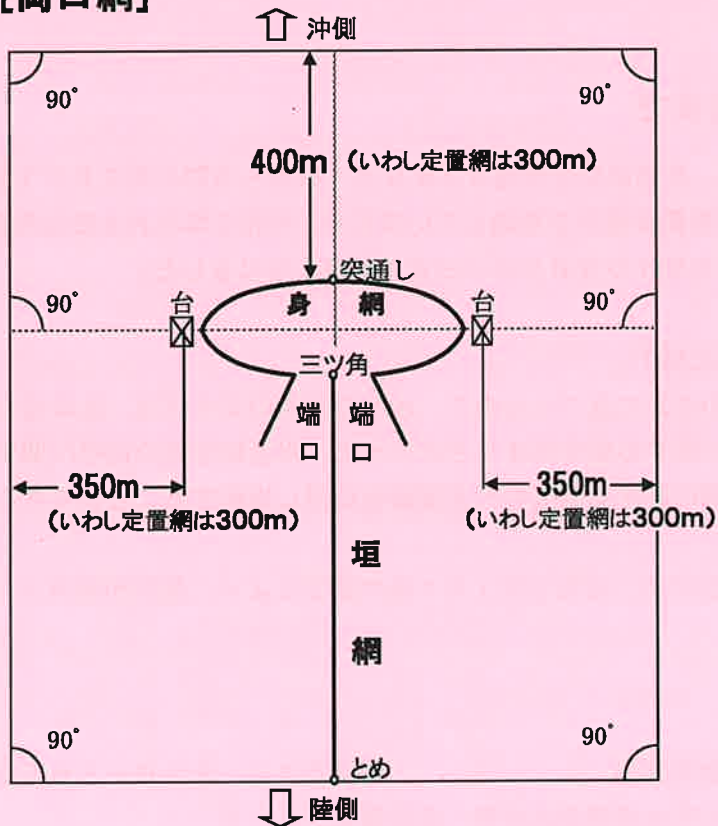 口網]
沖側
90°
90°
400m (いわし定置網は300m)
突通し
90°
90°
台
身網
台
三ツ角
端口
端口
350m
350m
(いわし定置網は300m)
(いわし定置網は300m)
垣網
90°
90°
とめ
陸側